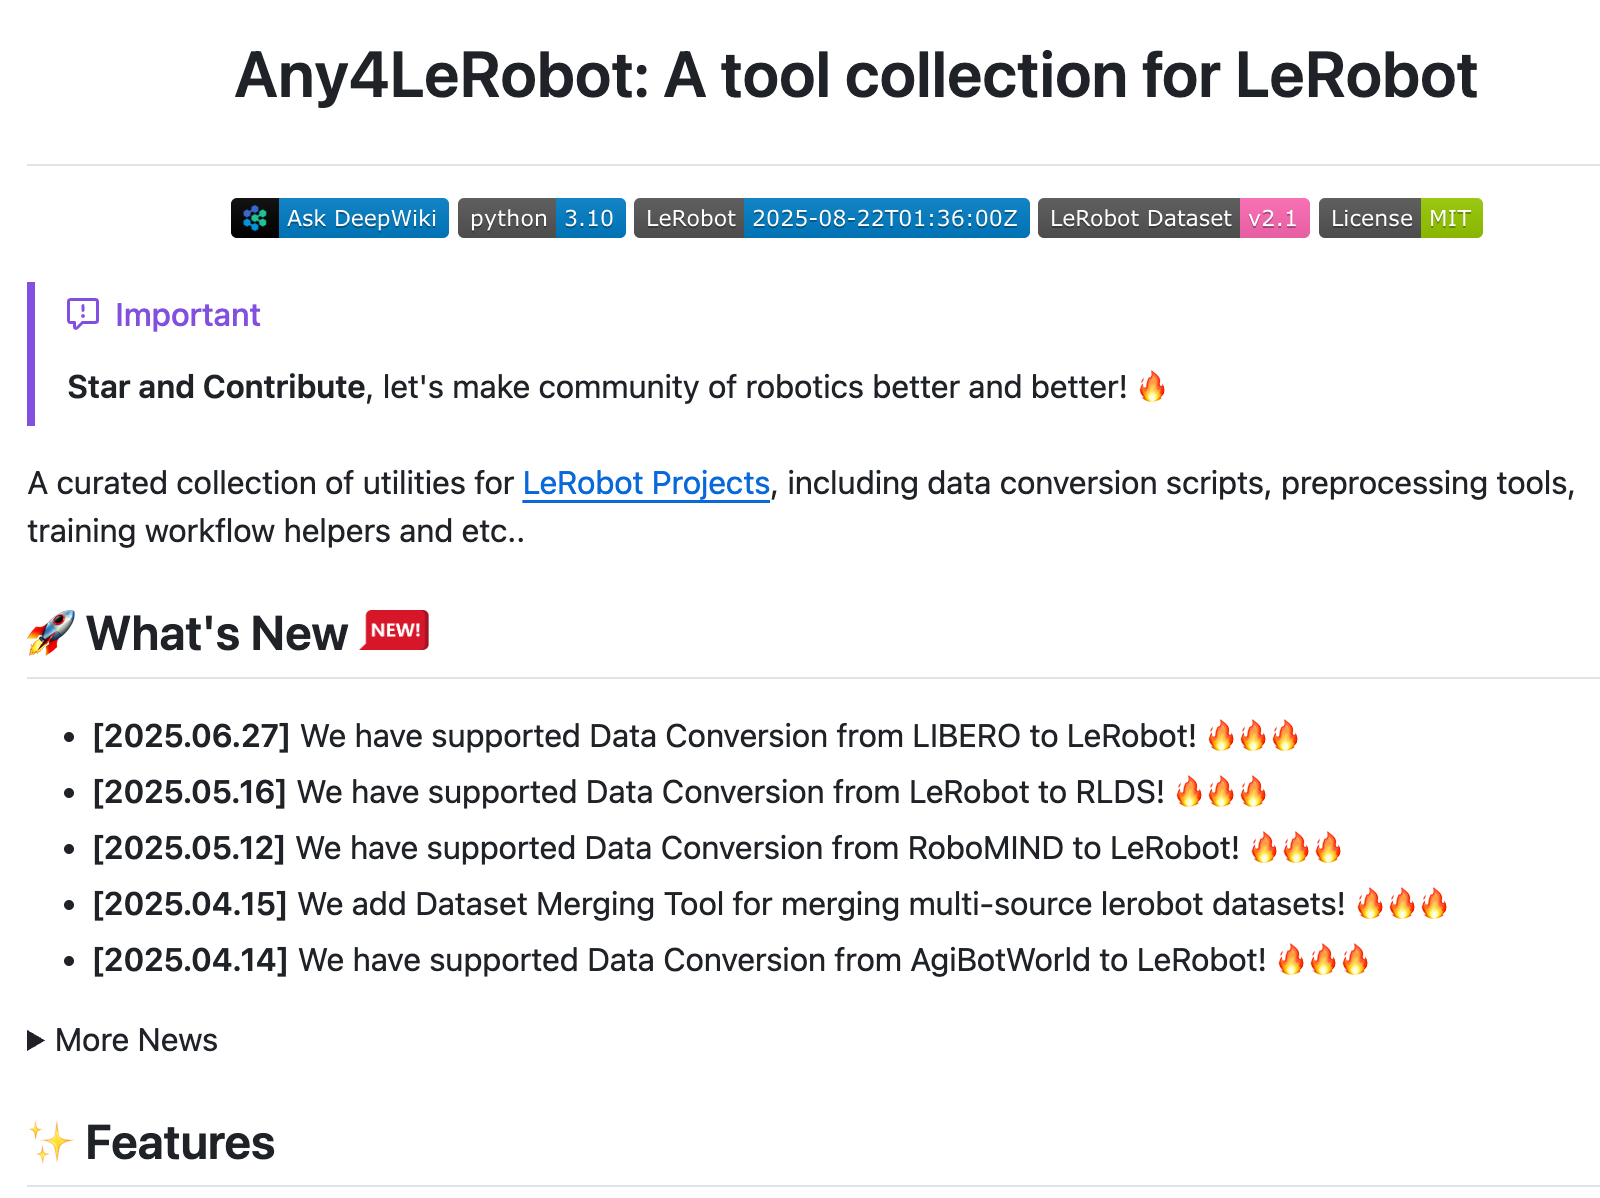 Any4LeRobot: A tool collection for LeRobot
Ask DeepWiki python 3.10 LeRobot 2025-08-22T01:36:00Z LeRobot Dataset v2.1 License MIT
Important
Star and Contribute, let's make community of robotics better and better! 🔥
A curated collection of utilities for LeRobot Projects, including data conversion scripts, preprocessing tools,
training workflow helpers and etc..
🚀 What's New NEW!
• [2025.06.27] We have supported Data Conversion from LIBERO to LeRobot! 🔥🔥🔥
• [2025.05.16] We have supported Data Conversion from LeRobot to RLDS! 🔥🔥🔥
• [2025.05.12] We have supported Data Conversion from RoboMIND to LeRobot! 🔥🔥🔥
• [2025.04.15] We add Dataset Merging Tool for merging multi-source lerobot datasets! 🔥🔥🔥
• [2025.04.14] We have supported Data Conversion from AgiBotWorld to LeRobot! 🔥🔥🔥
▶ More News
✨ Features